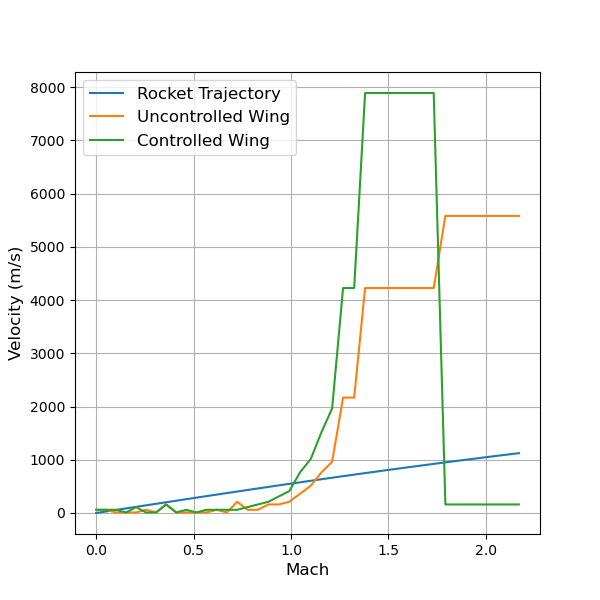 Rocket Trajectory
Uncontrolled Wing
Controlled Wing
8000
7000
6000
5000
4000
3000
2000
1000
0
Velocity (m/s)
0.0 0.5 1.0 1.5 2.0
Mach